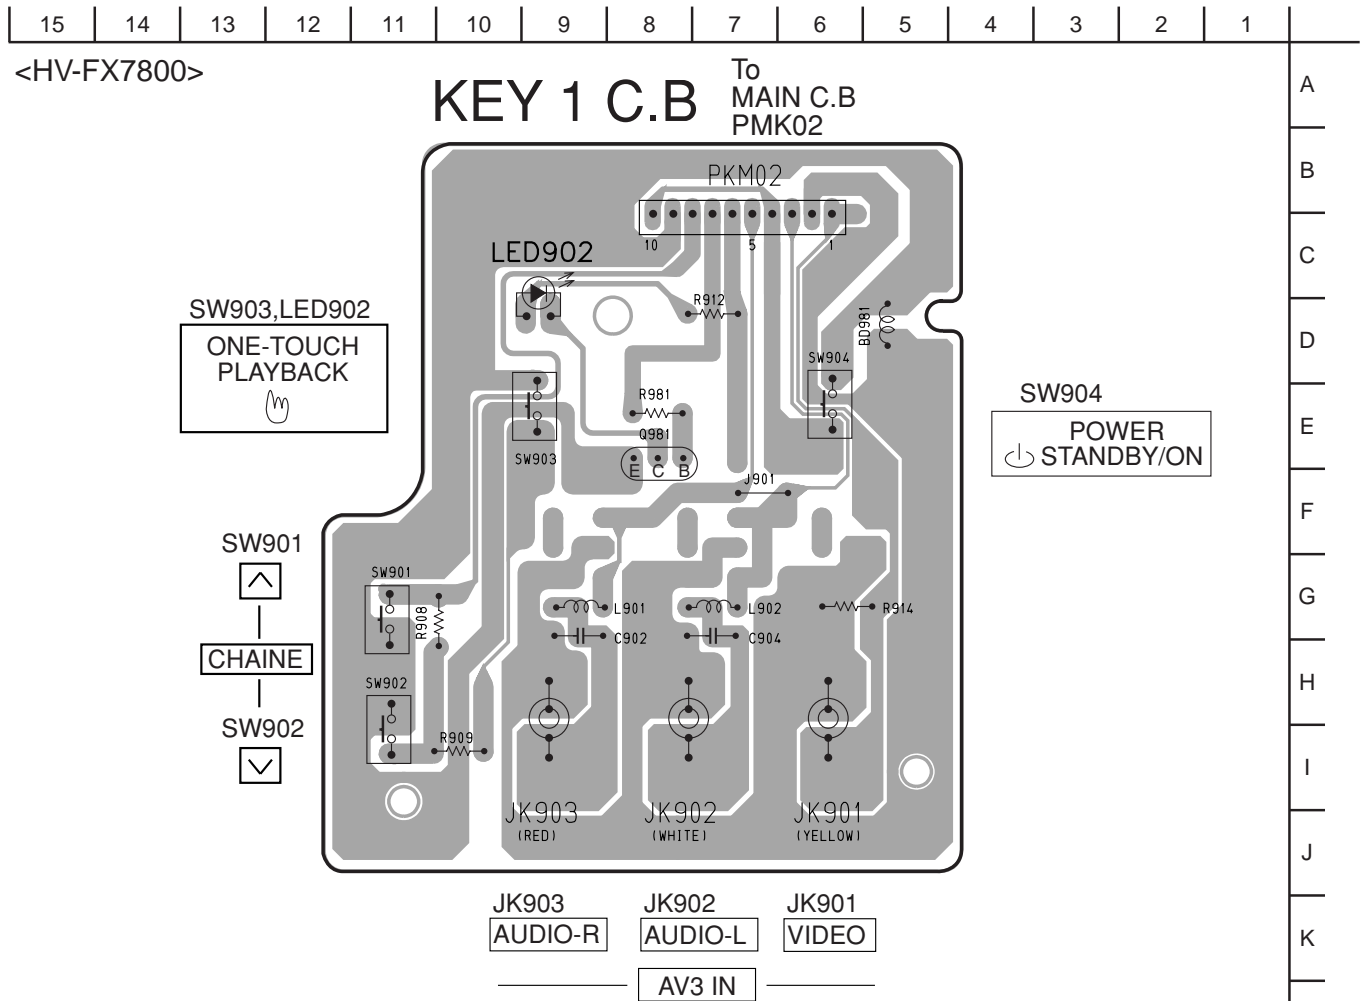 15 14 13 12 11 10 9 8 7 6 5 4 3 2 1
<HV-FX7800>
KEY 1 C.B
To
MAIN C.B
PMK02
A
B
C
D
E
F
G
H
I
J
K
PKM02
10 5 1
LED902
R912
BD981
SW904
R981
Q981
E C B
SW903
J901
SW901
R908
L901
L902
R914
C902
C904
SW902
R909
JK903
(RED)
JK902
(WHITE)
JK901
(YELLOW)
SW903,LED902
ONE-TOUCH
PLAYBACK
SW904
POWER
STANDBY/ON
SW901
CHAINE
SW902
JK903
AUDIO-R
JK902
AUDIO-L
JK901
VIDEO
AV3 IN